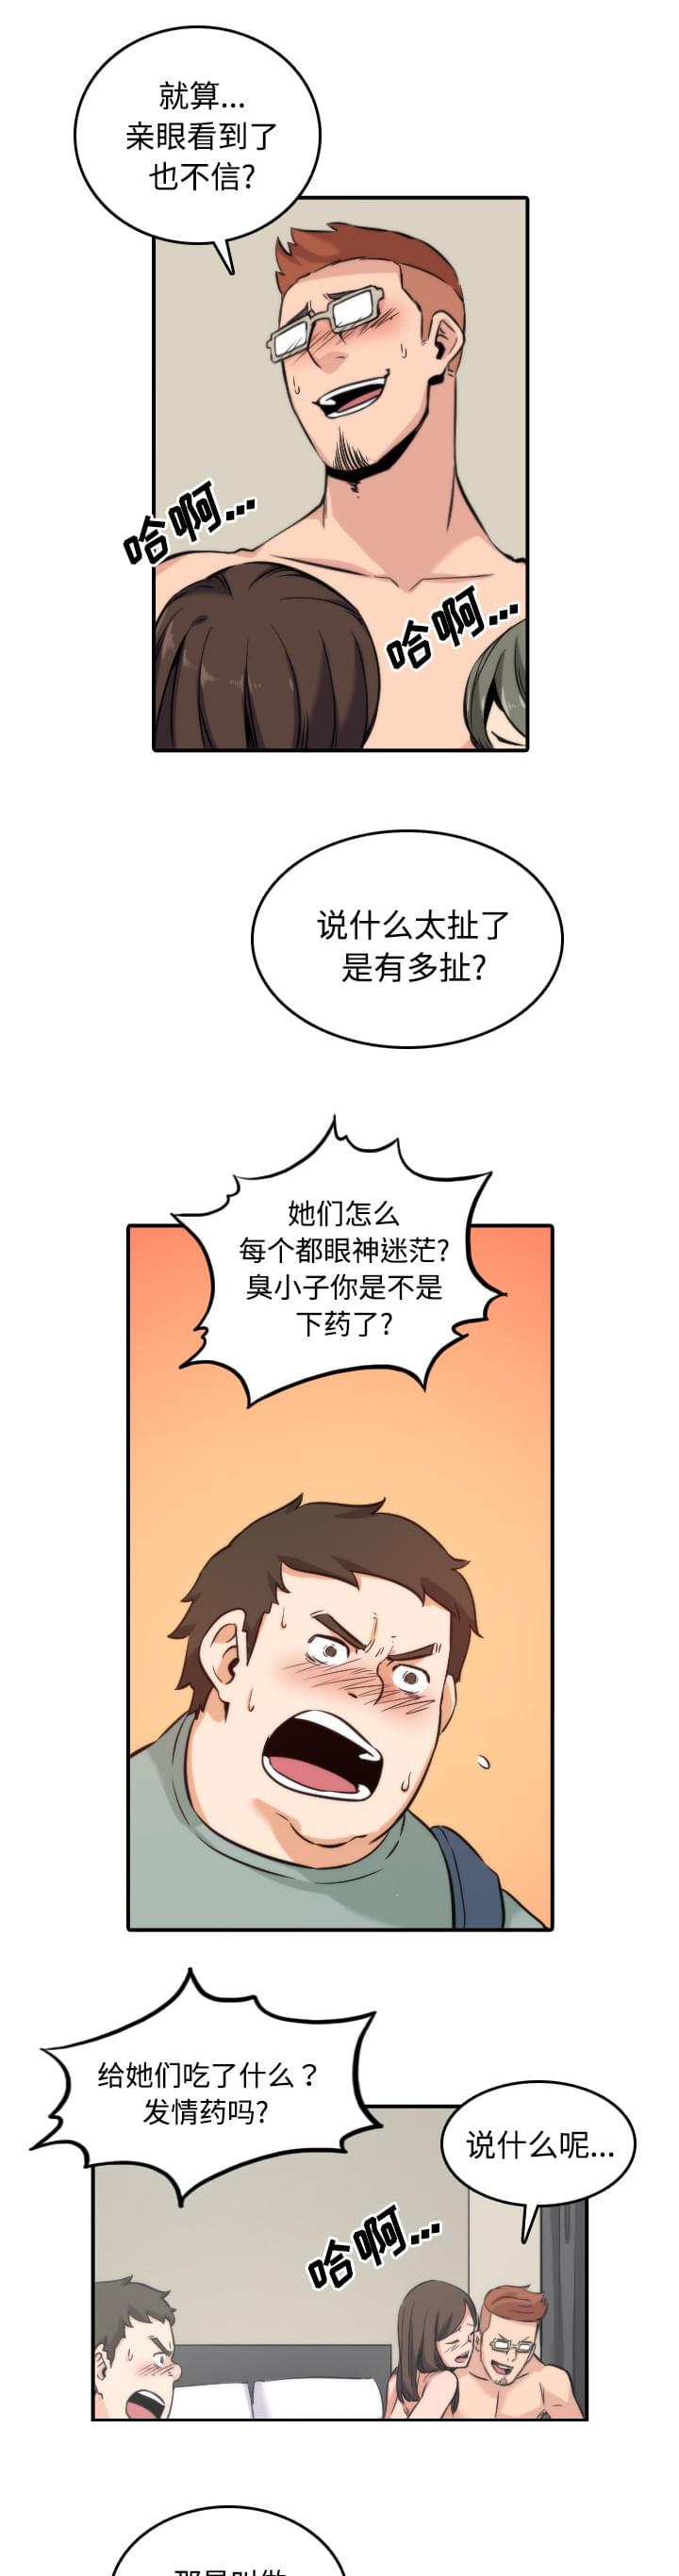 就算...
亲眼看到了
也不信?
哈啊...
哈啊...
说什么太扯了
是有多扯?
她们怎么
每个都眼神迷茫?
臭小子你是不是
下药了?
给她们吃了什么？
发情药吗?
说什么呢...
哈啊...